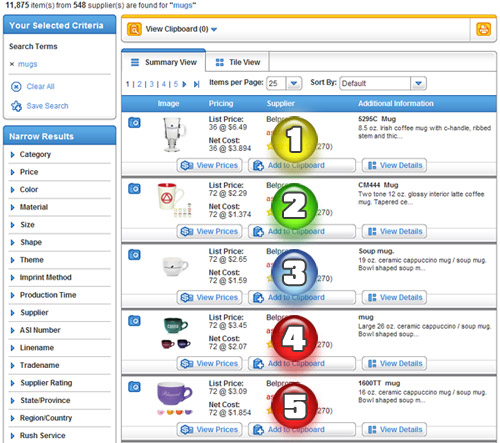 11,875 item(s) from 548 supplier(s) are found for "mugs"
Your Selected Criteria
Search Terms
mugs
Clear All
Save Search
Narrow Results
Category
Price
Color
Material
Size
Shape
Theme
Imprint Method
Production Time
Supplier
ASI Number
Linename
Tradename
Supplier Rating
State/Province
Region/Country
Rush Service
View Clipboard (0)
Summary View Tile View
1 | 2 | 3 | 4 | 5 Items per Page: 25 Sort By: Default
Image Pricing Supplier Additional Information
List Price:
36 @ $6.49
Net Cost:
36 @ $3.894
1
270)
5295C Mug
8.5 oz. Irish coffee mug with c-handle, ribbed
stem and thic...
View Prices Add to Clipboard View Details
List Price:
72 @ $2.29
Net Cost:
72 @ $1.374
2
270)
CM444 Mug
Two tone 12 oz. glossy interior latte coffee
mug. Tapered ce...
View Prices Add to Clipboard View Details
List Price:
72 @ $2.65
Net Cost:
72 @ $1.59
3
270)
Soup mug.
19 oz. ceramic cappuccino mug / soup mug.
Bowl shaped soup m...
View Prices Add to Clipboard View Details
List Price:
72 @ $3.45
Net Cost:
72 @ $2.07
4
270)
mug
Large 26 oz. ceramic cappuccino / soup mug.
Bowl shaped soup...
View Prices Add to Clipboard View Details
List Price:
72 @ $3.09
Net Cost:
72 @ $1.854
5
270)
1600TT mug
16 oz. ceramic cappuccino mug / soup mug.
Bowl shaped soup m...
View Prices Add to Clipboard View Details